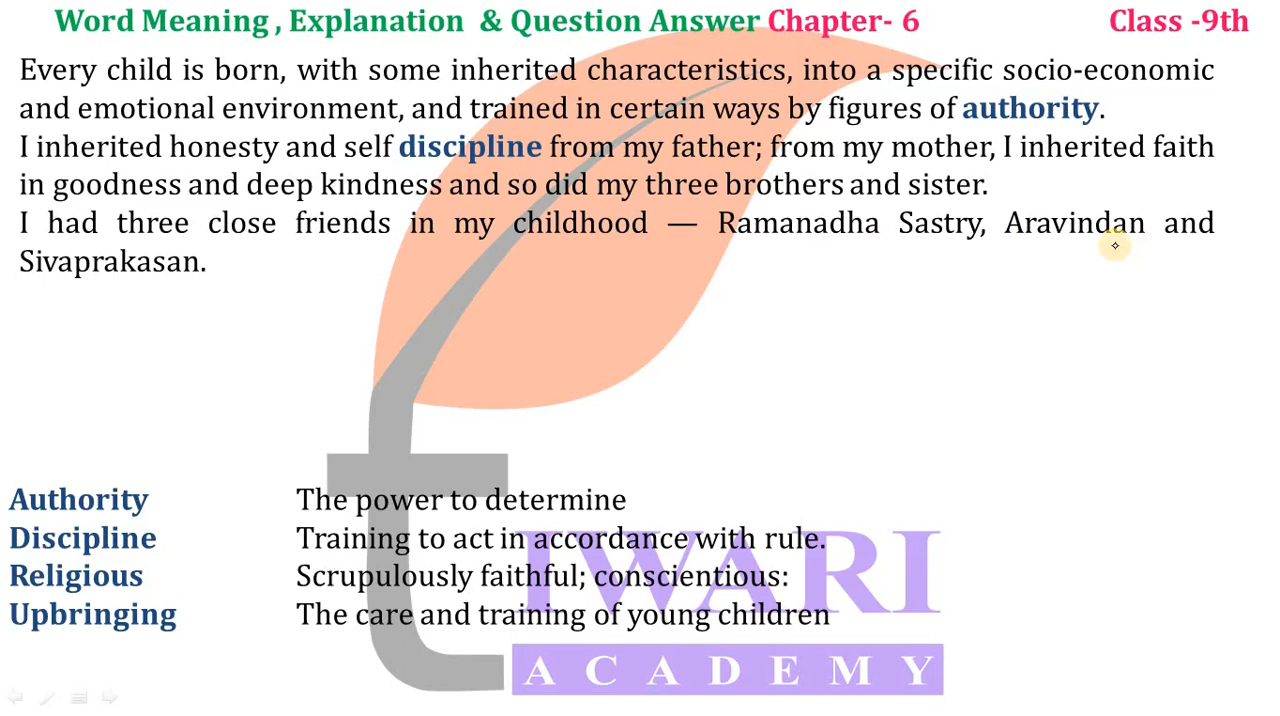 Word Meaning , Explanation & Question Answer Chapter- 6 Class -9th
Every child is born, with some inherited characteristics, into a specific socio-economic
and emotional environment, and trained in certain ways by figures of authority.
I inherited honesty and self discipline from my father; from my mother, I inherited faith
in goodness and deep kindness and so did my three brothers and sister.
I had three close friends in my childhood — Ramanadha Sastry, Aravindan and
Sivaprakasan.
Authority The power to determine
Discipline Training to act in accordance with rule.
Religious Scrupulously faithful; conscientious:
Upbringing The care and training of young children
tIWARI
ACADEMY